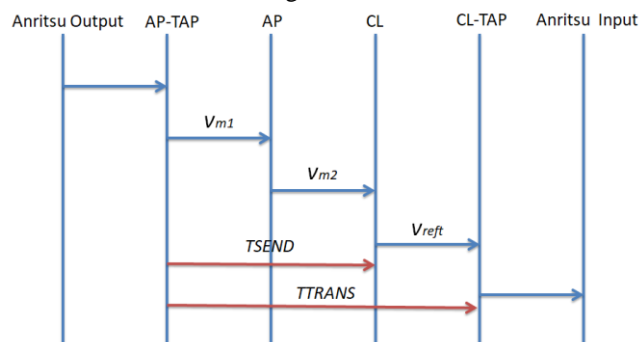 Anritsu Output AP-TAP AP CL CL-TAP Anritsu Input
Vm1
Vm2
Vreft
TSEND
TTRANS